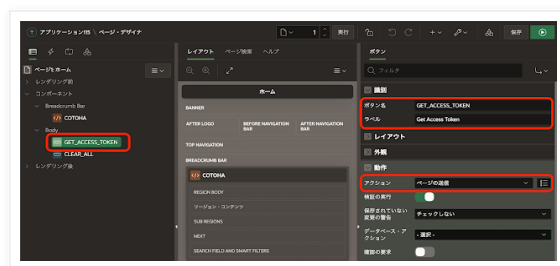 アプリケーション115 \ ページ・デザイナ
1
実行
保存
ページ1: ホーム
レンダリング前
コンポーネント
Breadcrumb Bar
COTOHA
Body
GET_ACCESS_TOKEN
CLEAR_ALL
レンダリング後
レイアウト
ページ検索
ヘルプ
ホーム
BANNER
AFTER LOGO
BEFORE NAVIGATION BAR
AFTER NAVIGATION BAR
TOP NAVIGATION
BREADCRUMB BAR
COTOHA
REGION BODY
リージョン・コンテンツ
SUB REGIONS
NEXT
SEARCH FIELD AND SMART FILTERS
ボタン
フィルタ
識別
ボタン名
GET_ACCESS_TOKEN
ラベル
Get Access Token
レイアウト
外観
動作
アクション
ページの送信
検証の実行
保存されていない変更の警告
チェックしない
データベース・アクション
- 選択 -
確認の要求